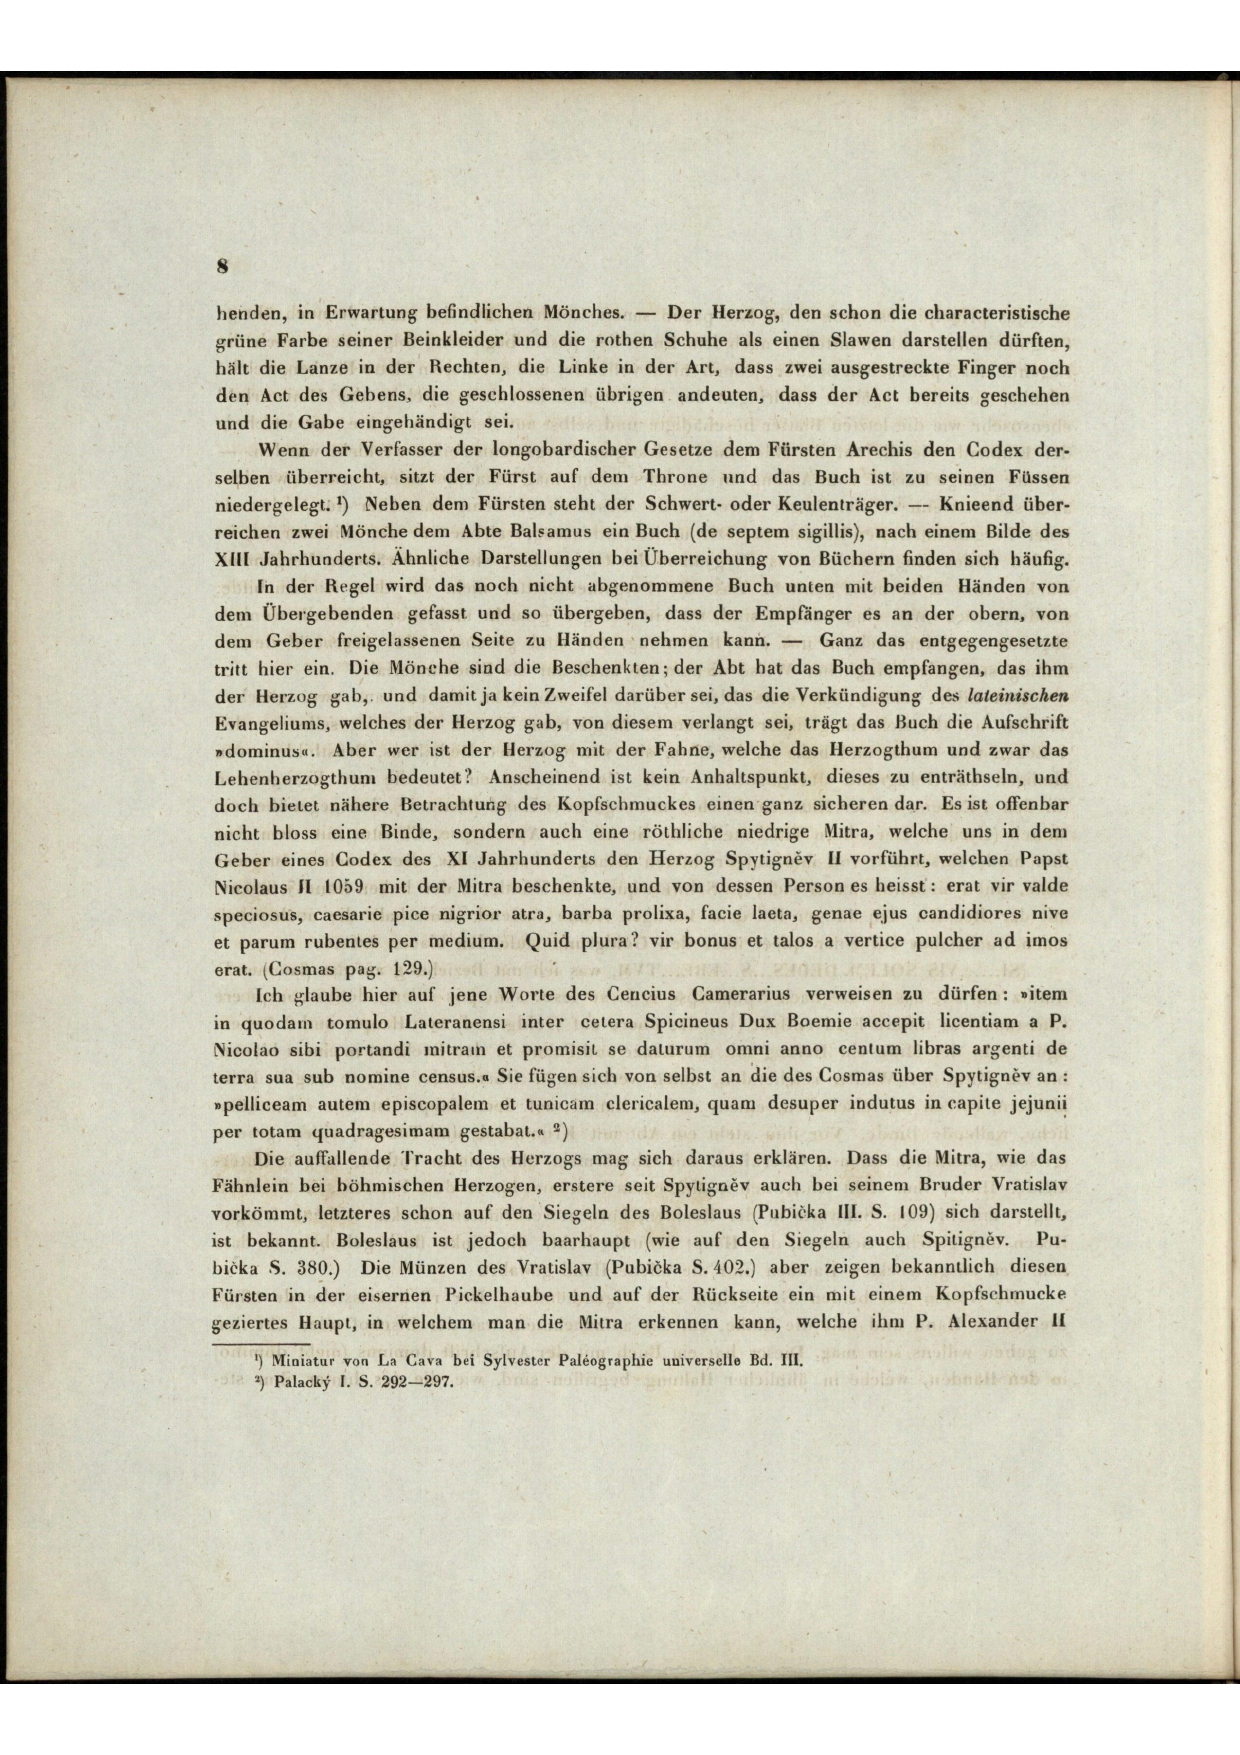 8
henden, in Erwartung befindlichen Mönches. — Der Herzog, den schon die characteristische
grüne Farbe seiner Beinkleider und die rothen Schuhe als einen Slawen darstellen dürften,
hält die Lanze in der Rechten, die Linke in der Art, dass zwei ausgestreckte Finger noch
den Act des Gebens, die geschlossenen übrigen andeuten, dass der Act bereits geschehen
und die Gabe eingehändigt sei.
Wenn der Verfasser der longobardischer Gesetze dem Fürsten Arechis den Codex der-
selben überreicht, sitzt der Fürst auf dem Throne und das Buch ist zu seinen Füssen
niedergelegt. ¹) Neben dem Fürsten steht der Schwert- oder Keulenträger. — Knieend über-
reichen zwei Mönche dem Abte Balsamus ein Buch (de septem sigillis), nach einem Bilde des
XIII Jahrhunderts. Ähnliche Darstellungen bei Überreichung von Büchern finden sich häufig.
In der Regel wird das noch nicht abgenommene Buch unten mit beiden Händen von
dem Übergebenden gefasst und so übergeben, dass der Empfänger es an der obern, von
dem Geber freigelassenen Seite zu Händen nehmen kann. — Ganz das entgegengesetzte
tritt hier ein. Die Mönche sind die Beschenkten; der Abt hat das Buch empfangen, das ihm
der Herzog gab,. und damit ja kein Zweifel darüber sei, das die Verkündigung des lateinischen
Evangeliums, welches der Herzog gab, von diesem verlangt sei, trägt das Buch die Aufschrift
»dominus«. Aber wer ist der Herzog mit der Fahne, welche das Herzogthum und zwar das
Lehenherzogthum bedeutet? Anscheinend ist kein Anhaltspunkt, dieses zu enträthseln, und
doch bietet nähere Betrachtung des Kopfschmuckes einen ganz sicheren dar. Es ist offenbar
nicht bloss eine Binde, sondern auch eine röthliche niedrige Mitra, welche uns in dem
Geber eines Codex des XI Jahrhunderts den Herzog Spytigněv II vorführt, welchen Papst
Nicolaus II 1059 mit der Mitra beschenkte, und von dessen Person es heisst: erat vir valde
speciosus, caesarie pice nigrior atra, barba prolixa, facie laeta, genae ejus candidiores nive
et parum rubentes per medium. Quid plura? vir bonus et talos a vertice pulcher ad imos
erat. (Cosmas pag. 129.)
Ich glaube hier auf jene Worte des Cencius Camerarius verweisen zu dürfen: »item
in quodam tomulo Lateranensi inter cetera Spicineus Dux Boemie accepit licentiam a P.
Nicolao sibi portandi mitram et promisit se daturum omni anno centum libras argenti de
terra sua sub nomine census.« Sie fügen sich von selbst an die des Cosmas über Spytigněv an:
»pelliceam autem episcopalem et tunicam clericalem, quam desuper indutus in capite jejunii
per totam quadragesimam gestabat.« ²)
Die auffallende Tracht des Herzogs mag sich daraus erklären. Dass die Mitra, wie das
Fähnlein bei böhmischen Herzogen, erstere seit Spytigněv auch bei seinem Bruder Vratislav
vorkömmt, letzteres schon auf den Siegeln des Boleslaus (Pubička III. S. 109) sich darstellt,
ist bekannt. Boleslaus ist jedoch baarhaupt (wie auf den Siegeln auch Spitigněv. Pu-
bička S. 380.) Die Münzen des Vratislav (Pubička S. 402.) aber zeigen bekanntlich diesen
Fürsten in der eisernen Pickelhaube und auf der Rückseite ein mit einem Kopfschmucke
geziertes Haupt, in welchem man die Mitra erkennen kann, welche ihm P. Alexander II
¹) Miniatur von La Cava bei Sylvester Paléographie universelle Bd. III.
²) Palacký I. S. 292—297.